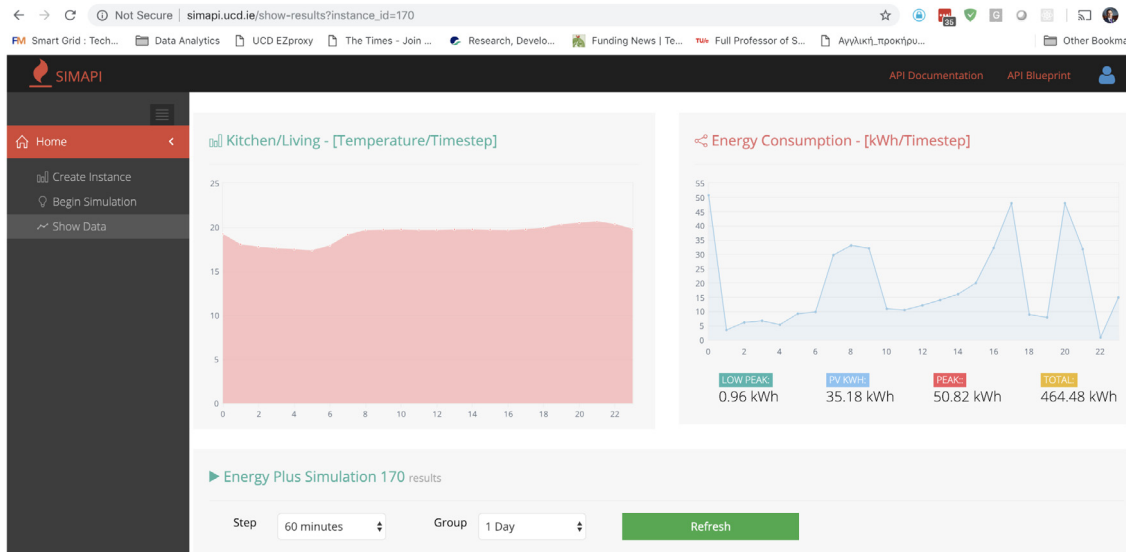 Not Secure | simapi.ucd.ie/show-results?instance_id=170
35
G
FM Smart Grid : Tech... Data Analytics UCD EZproxy The Times - Join ... Research, Develo... Funding News | Te... TU/e Full Professor of S... Αγγλική_προκήρυ... Other Bookma
SIMAPI
API Documentation API Blueprint
Home
Create Instance
Begin Simulation
Show Data
Kitchen/Living - [Temperature/Timestep]
25
20
15
10
5
0
0 2 4 6 8 10 12 14 16 18 20 22
Energy Consumption - [kWh/Timestep]
55
50
45
40
35
30
25
20
15
10
5
0
0 2 4 6 8 10 12 14 16 18 20 22
LOW PEAK: PV KWH: PEAK:: TOTAL:
0.96 kWh 35.18 kWh 50.82 kWh 464.48 kWh
Energy Plus Simulation 170 results
Step 60 minutes Group 1 Day Refresh